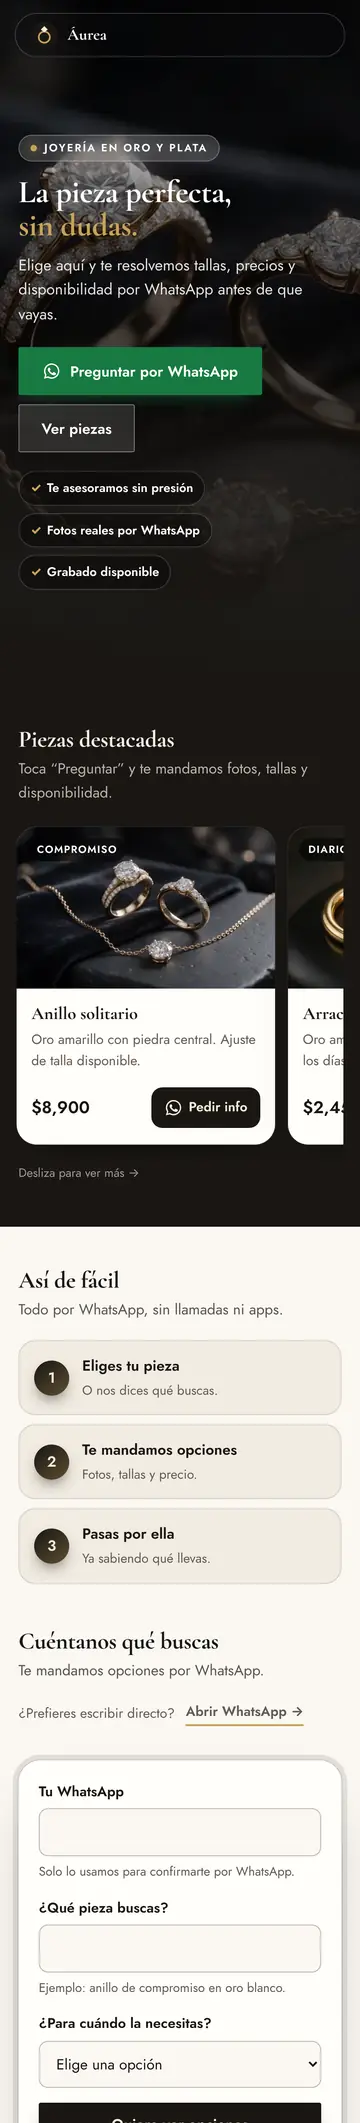 Áurea
JOYERÍA EN ORO Y PLATA
La pieza perfecta,
sin dudas.
Elige aquí y te resolvemos tallas, precios y
disponibilidad por WhatsApp antes de que
vayas.
Preguntar por WhatsApp
Ver piezas
✓ Te asesoramos sin presión
✓ Fotos reales por WhatsApp
✓ Grabado disponible
Piezas destacadas
Toca “Preguntar” y te mandamos fotos, tallas y
disponibilidad.
COMPROMISO
Anillo solitario
Oro amarillo con piedra central. Ajuste
de talla disponible.
$8,900
Pedir info
DIARIO
Arrac
Oro am
los días
$2,45
Desliza para ver más →
Así de fácil
Todo por WhatsApp, sin llamadas ni apps.
1
Eliges tu pieza
O nos dices qué buscas.
2
Te mandamos opciones
Fotos, tallas y precio.
3
Pasas por ella
Ya sabiendo qué llevas.
Cuéntanos qué buscas
Te mandamos opciones por WhatsApp.
¿Prefieres escribir directo? Abrir WhatsApp →
Tu WhatsApp
Solo lo usamos para confirmarte por WhatsApp.
¿Qué pieza buscas?
Ejemplo: anillo de compromiso en oro blanco.
¿Para cuándo la necesitas?
Elige una opción